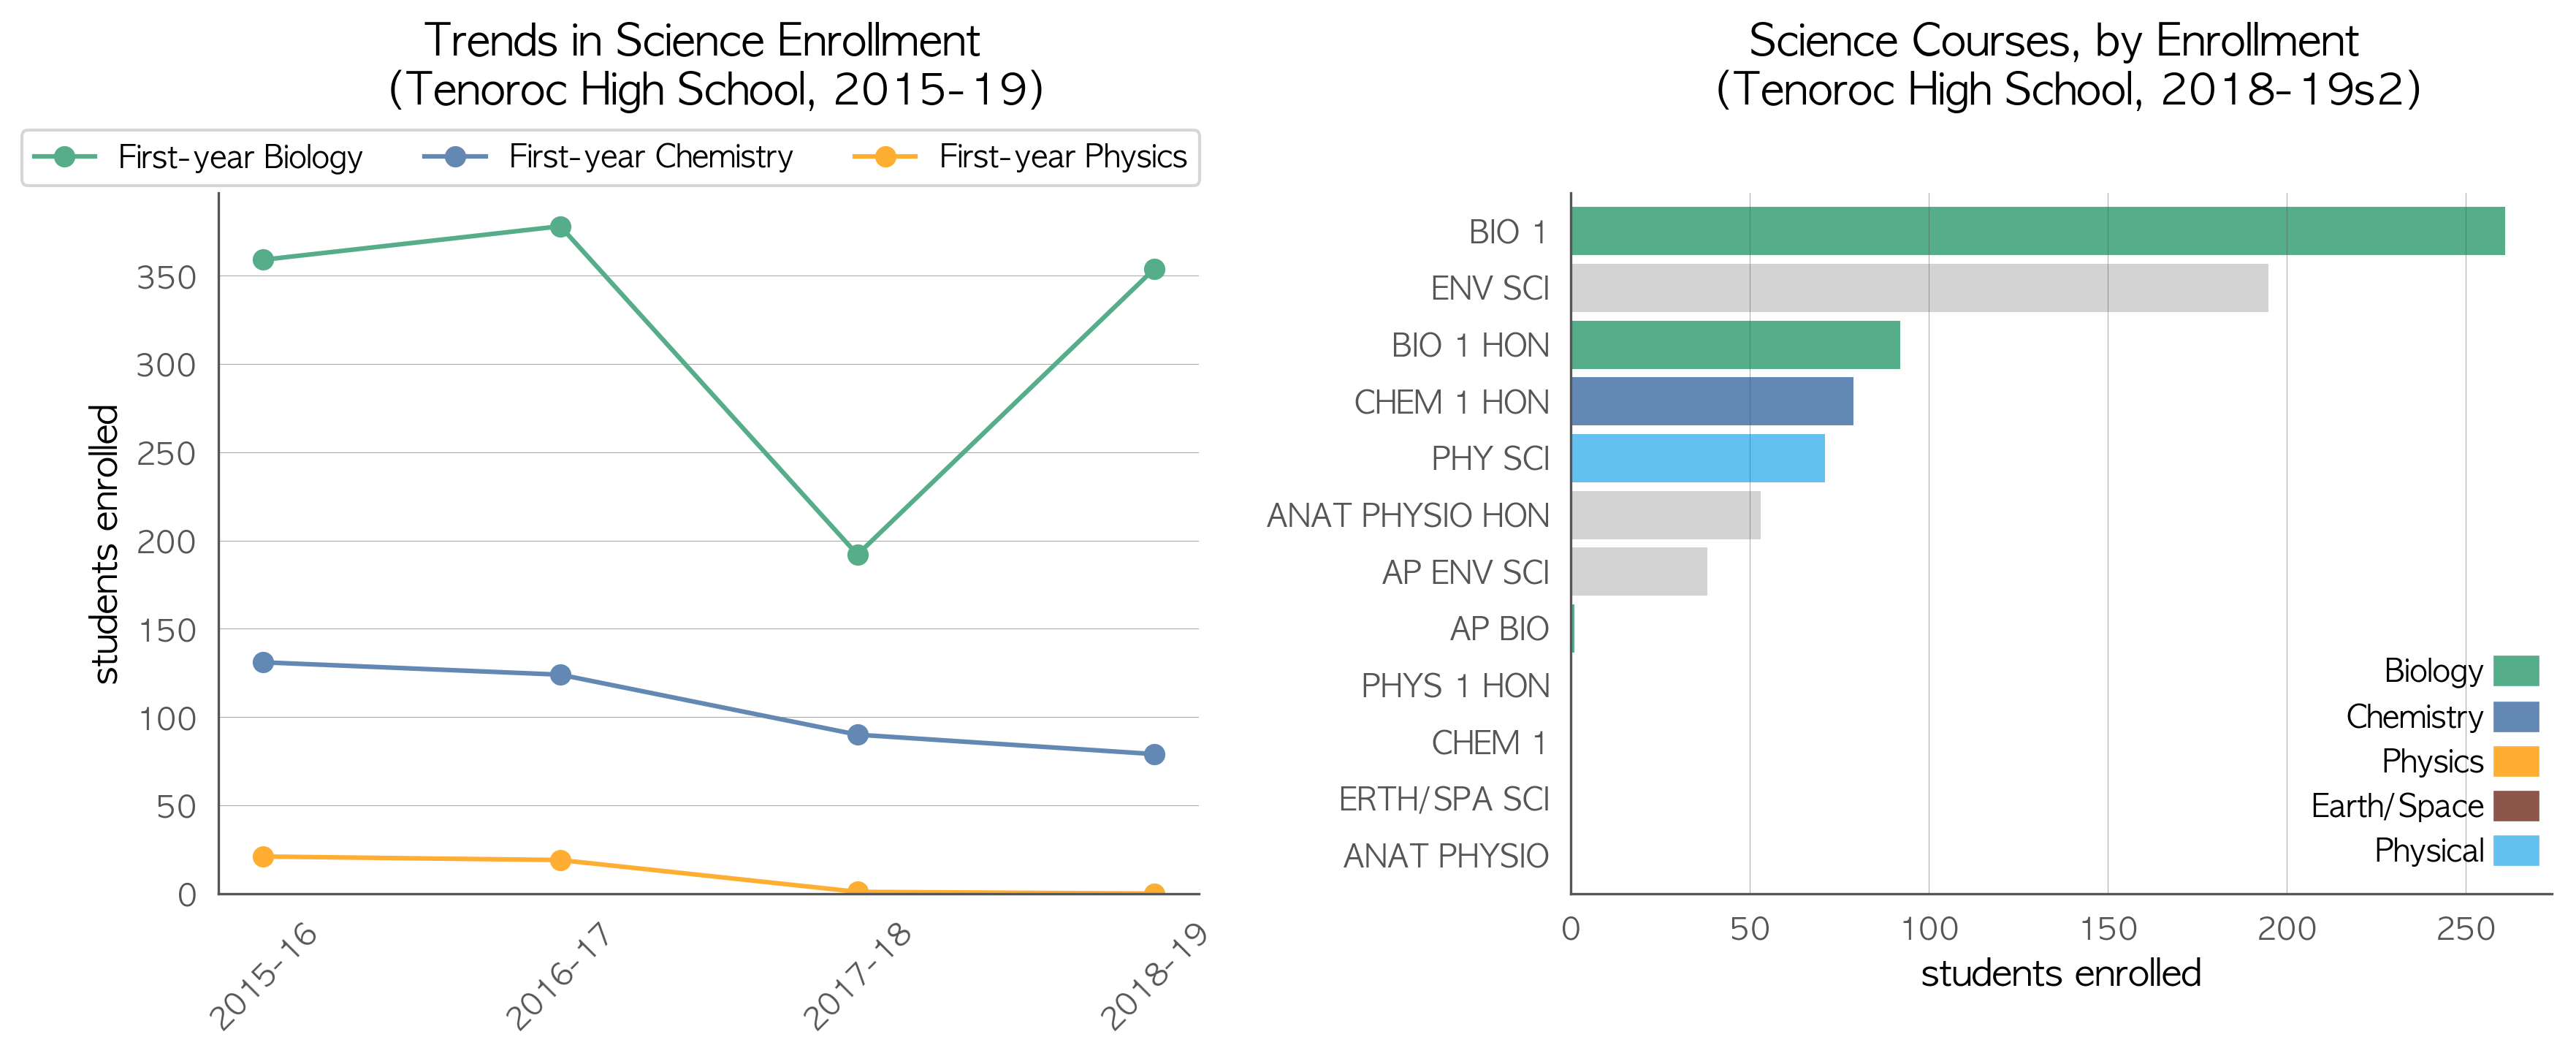 Trends in Science Enrollment
(Tenoroc High School, 2015-19)
First-year Biology First-year Chemistry First-year Physics
students enrolled
350
300
250
200
150
100
50
0
2015-16 2016-17 2017-18 2018-19
Science Courses, by Enrollment
(Tenoroc High School, 2018-19s2)
BIO 1
ENV SCI
BIO 1 HON
CHEM 1 HON
PHY SCI
ANAT PHYSIO HON
AP ENV SCI
AP BIO
PHYS 1 HON
CHEM 1
ERTH/SPA SCI
ANAT PHYSIO
Biology
Chemistry
Physics
Earth/Space
Physical
0 50 100 150 200 250
students enrolled